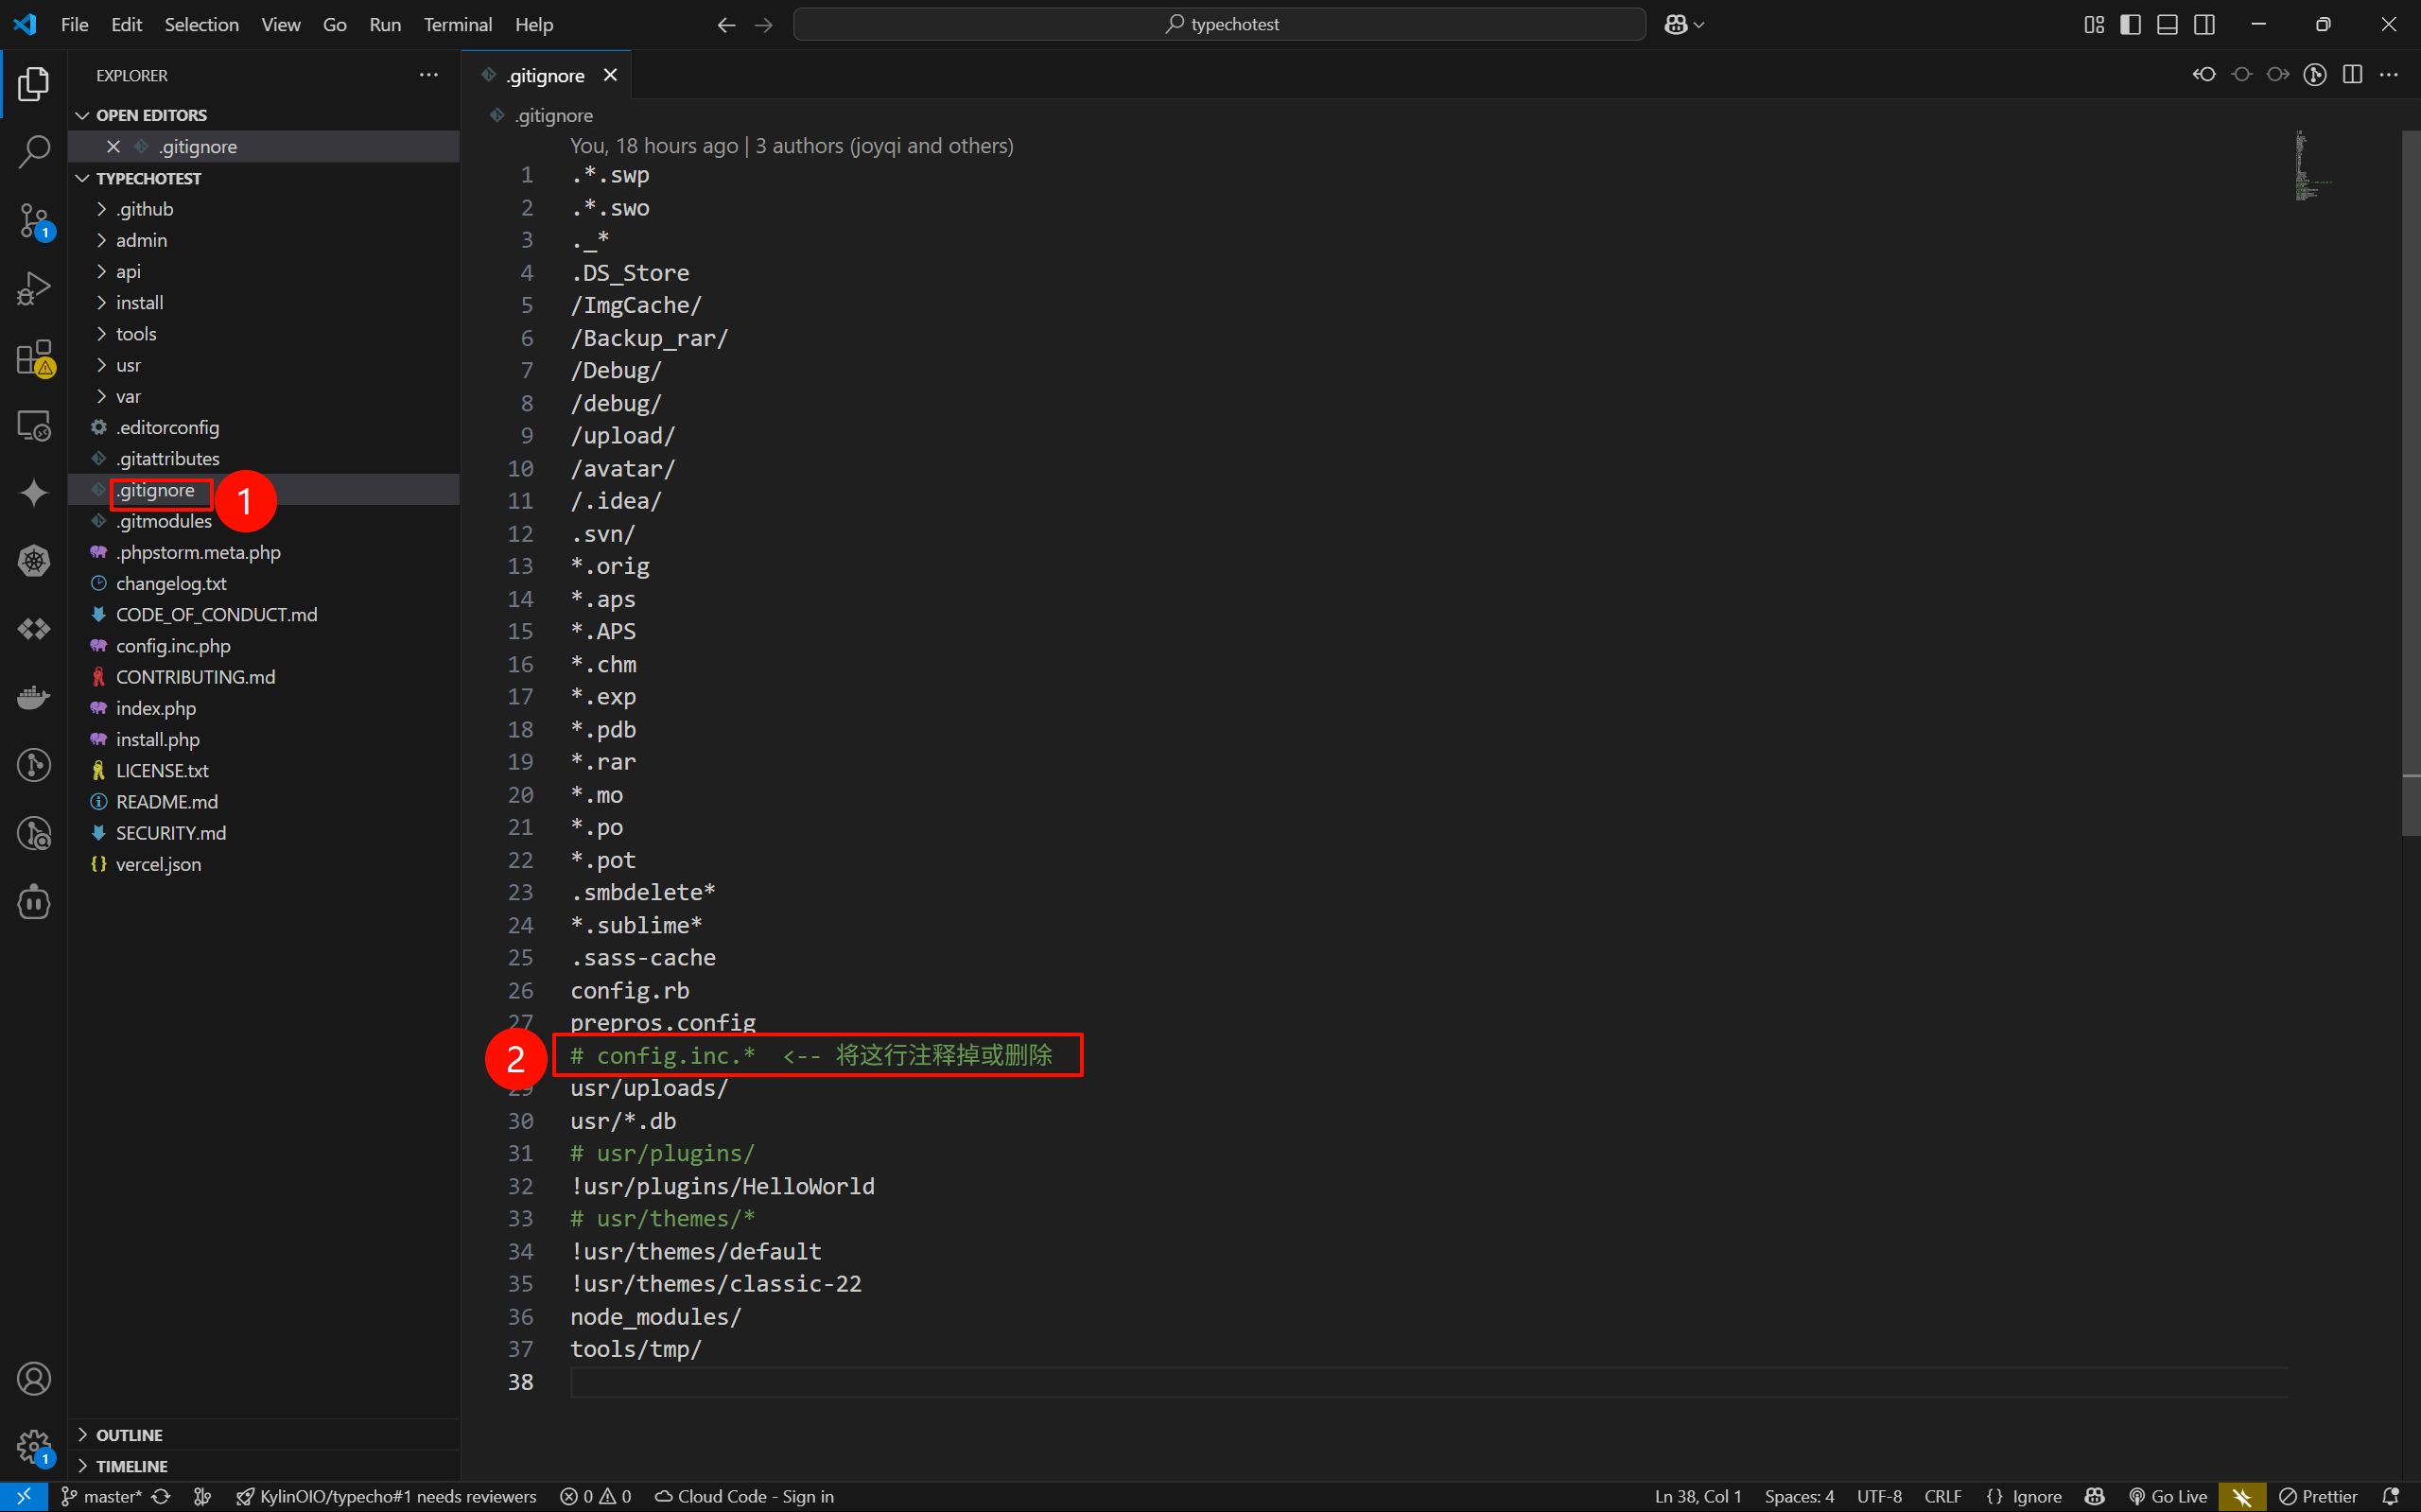 File Edit Selection View Go Run Terminal Help
typechotest
EXPLORER
OPEN EDITORS
.gitignore
TYPECHOTEST
.github
admin
api
install
tools
usr
var
.editorconfig
.gitattributes
.gitignore
1
.gitmodules
.phpstorm.meta.php
changelog.txt
CODE_OF_CONDUCT.md
config.inc.php
CONTRIBUTING.md
index.php
install.php
LICENSE.txt
README.md
SECURITY.md
{} vercel.json
OUTLINE
TIMELINE
1
1
.gitignore
.gitignore
You, 18 hours ago | 3 authors (joyqi and others)
1 .*.swp
2 .*.swo
3 ._*
4 .DS_Store
5 /ImgCache/
6 /Backup_rar/
7 /Debug/
8 /debug/
9 /upload/
10 /avatar/
11 /.idea/
12 .svn/
13 *.orig
14 *.aps
15 *.APS
16 *.chm
17 *.exp
18 *.pdb
19 *.rar
20 *.mo
21 *.po
22 *.pot
23 .smbdelete*
24 *.sublime*
25 .sass-cache
26 config.rb
27 prepros.config
2 # config.inc.* <-- 将这行注释掉或删除
29 usr/uploads/
30 usr/*.db
31 # usr/plugins/
32 !usr/plugins/HelloWorld
33 # usr/themes/*
34 !usr/themes/default
35 !usr/themes/classic-22
36 node_modules/
37 tools/tmp/
38
master* KylinOIO/typecho#1 needs reviewers 0 0 Cloud Code - Sign in Ln 38, Col 1 Spaces: 4 UTF-8 CRLF {} Ignore Go Live Prettier